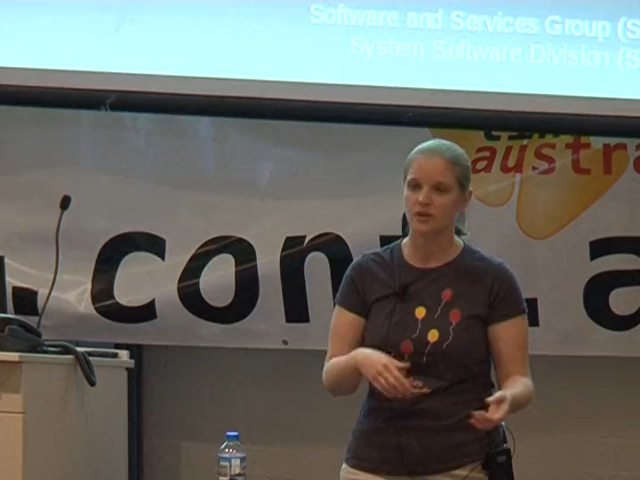 Software and Services Group (S
System Software Division (S
austra
.conf.a